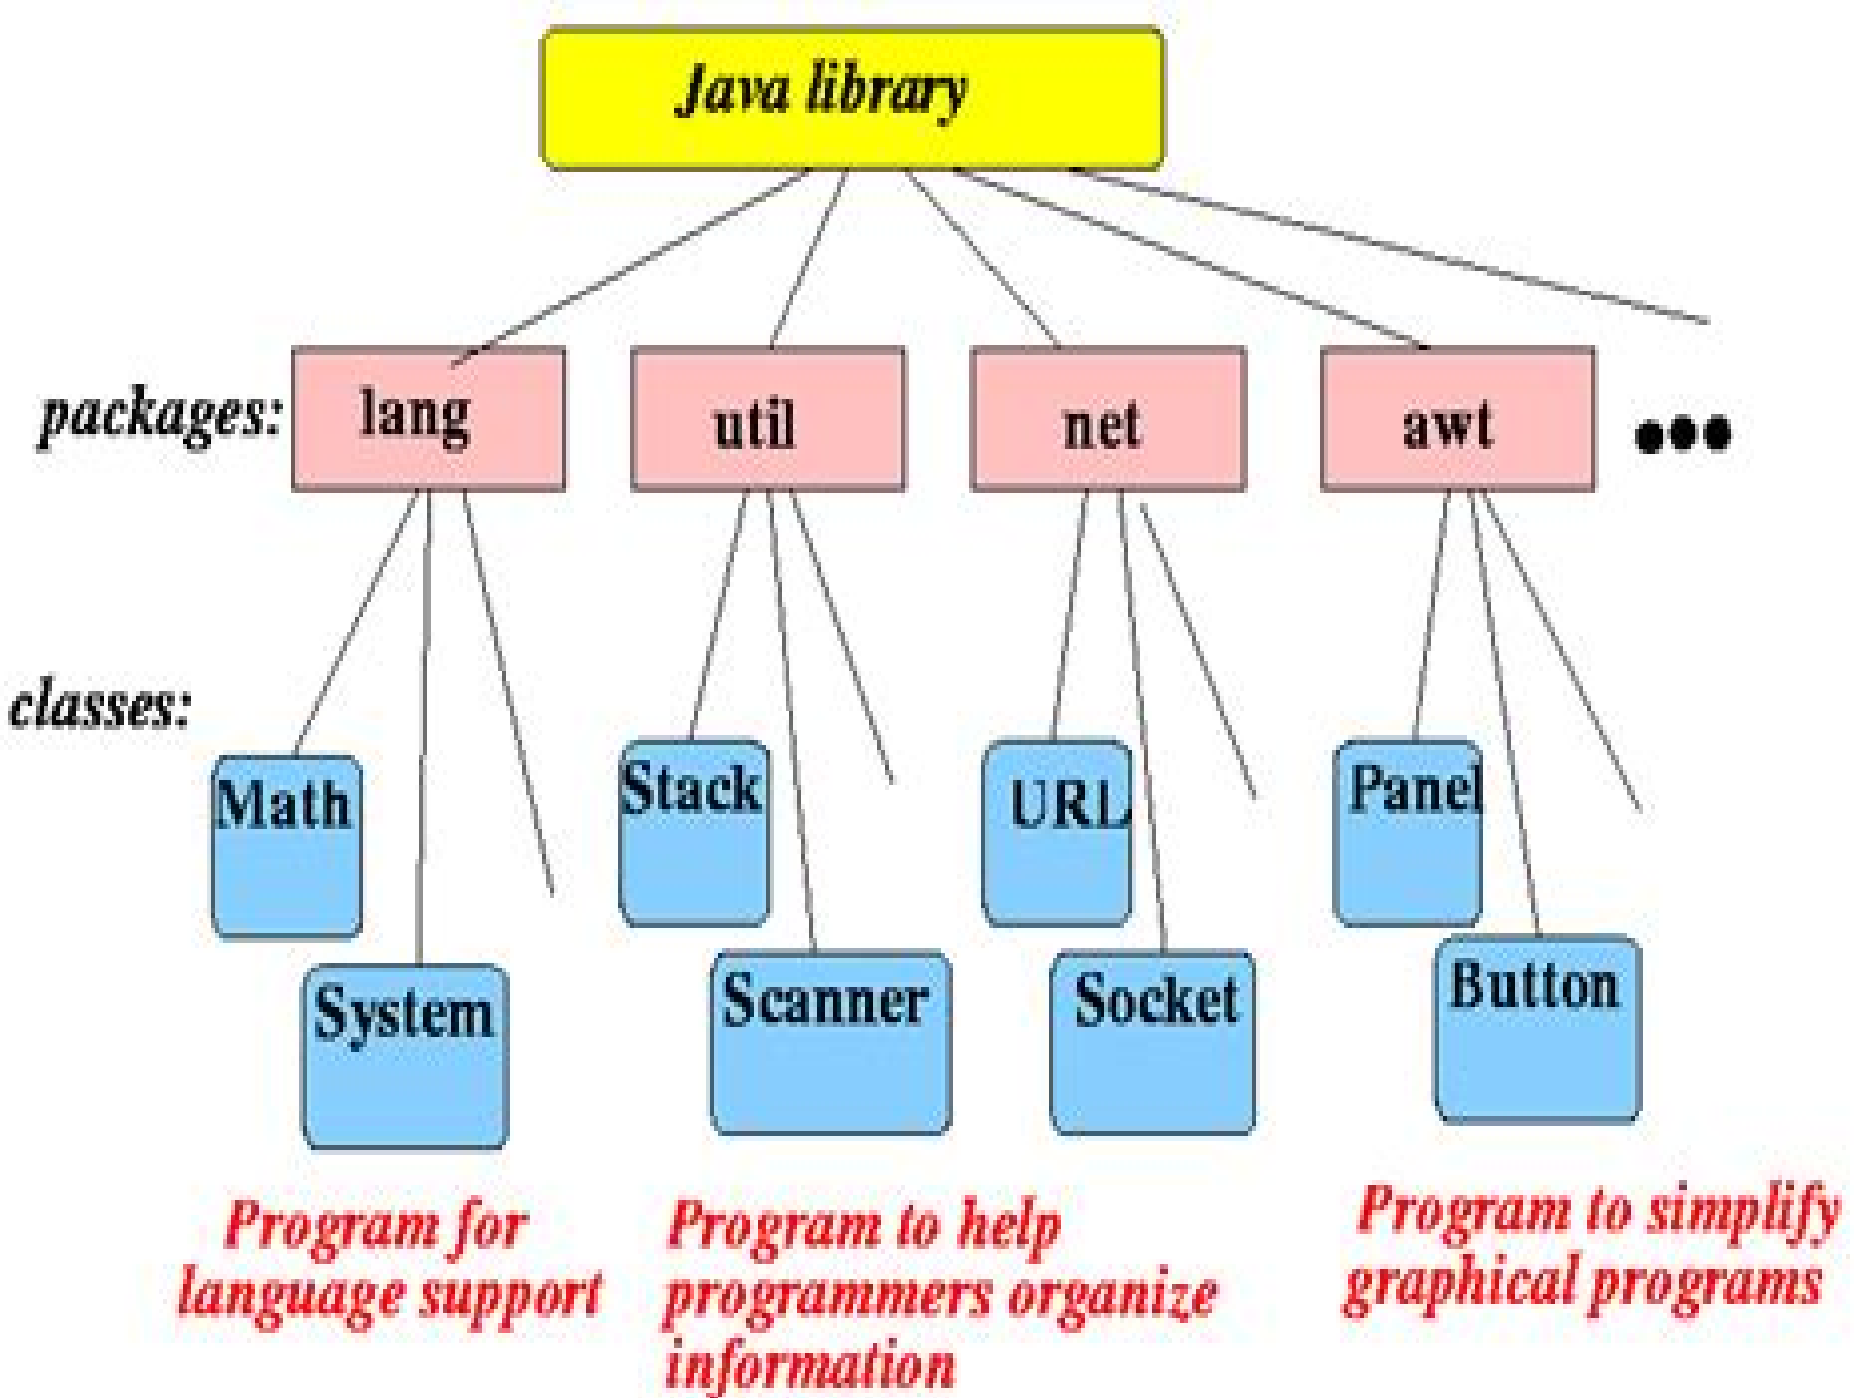 Java library
packages: lang util net awt •••
classes:
Math Stack URL Panel
System Scanner Socket Button
Program for
language support
Program to help
programmers organize
information
Program to simplify
graphical programs